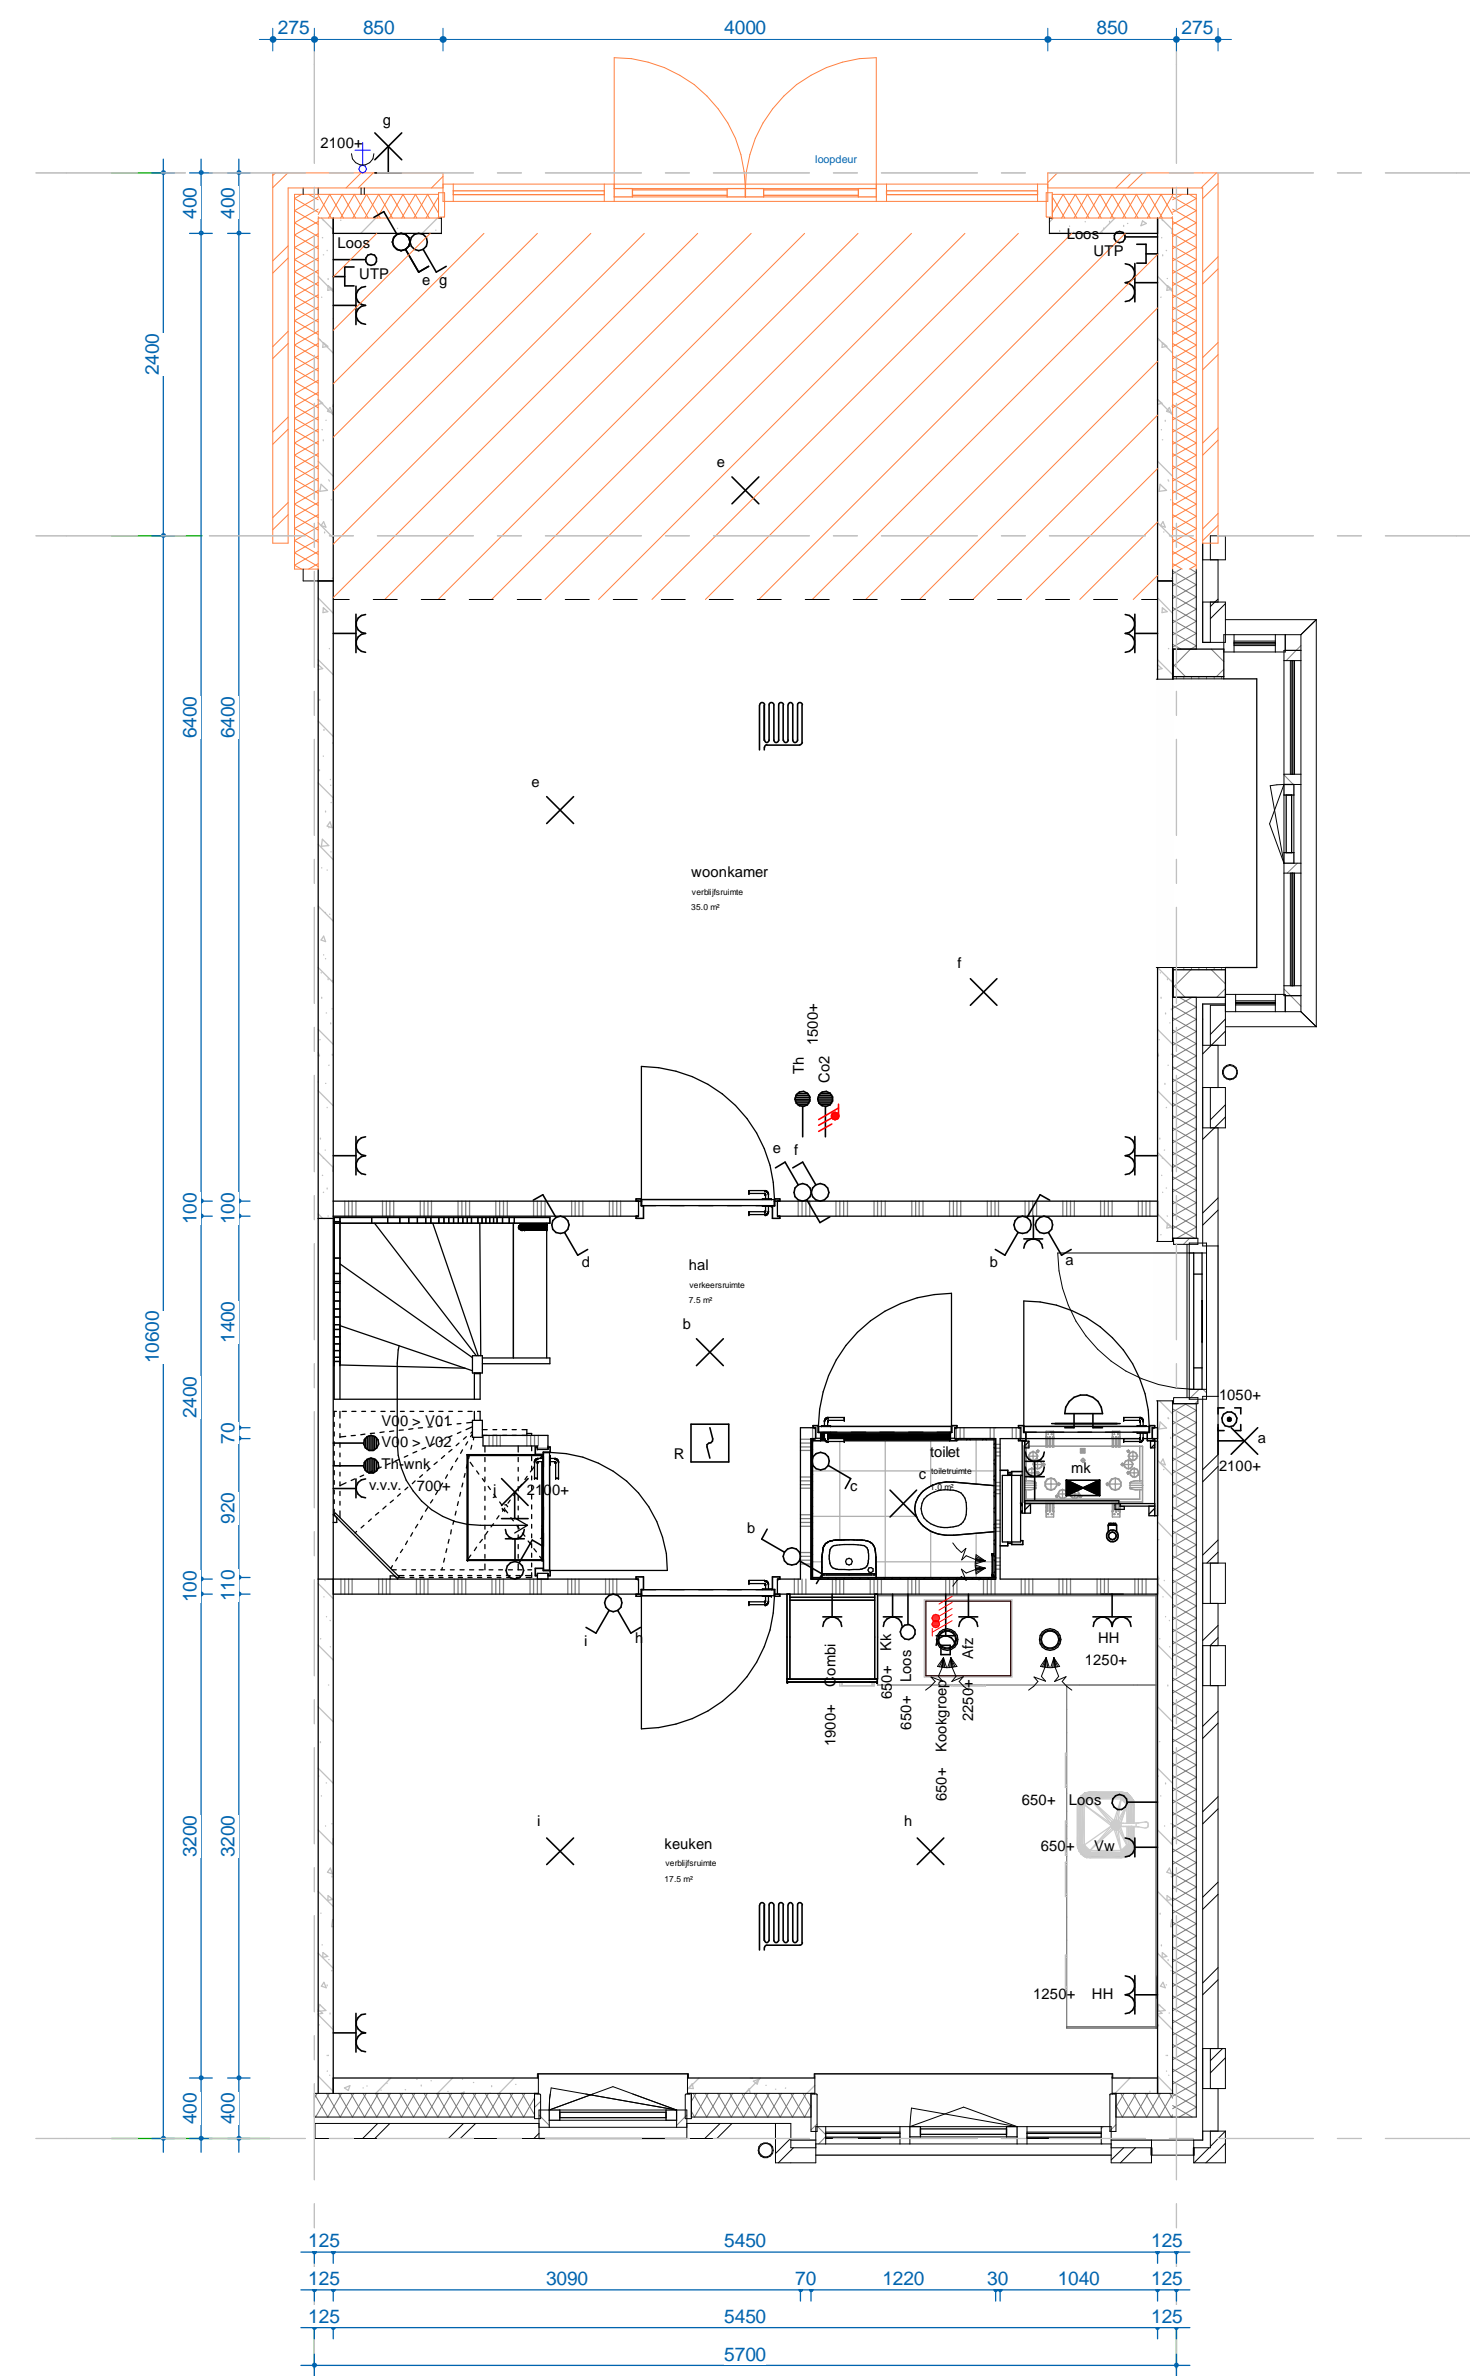 275 850 4000 850 275
g
2100+
loopdeur
400 400
Loos
UTP
e g
Loos
UTP
2400
e
6400 6400
e
woonkamer
verblijfsruimte
35.0 m²
f
1500+
Th
Co2
e f
100 100
d
b
a
hal
verkeersruimte
7.5 m²
b
10600
1400
2400
70
920
110
100
V00 > V01
V00 > V02
Th-wnk
v.v.v. 700+
j
2100+
R
toilet
toiletruimte
c
c
mk
b
1050+
a
2100+
i
h
1900+ Combi
650+ Kk
650+ Loos
650+ Kookgroep
2250+ Afz
HH
1250+
650+ Loos
650+ Vw
i
h
keuken
verblijfsruimte
17.5 m²
3200 3200
1250+ HH
400 400
125 5450 125
125 3090 70 1220 30 1040 125
125 5450 125
5700